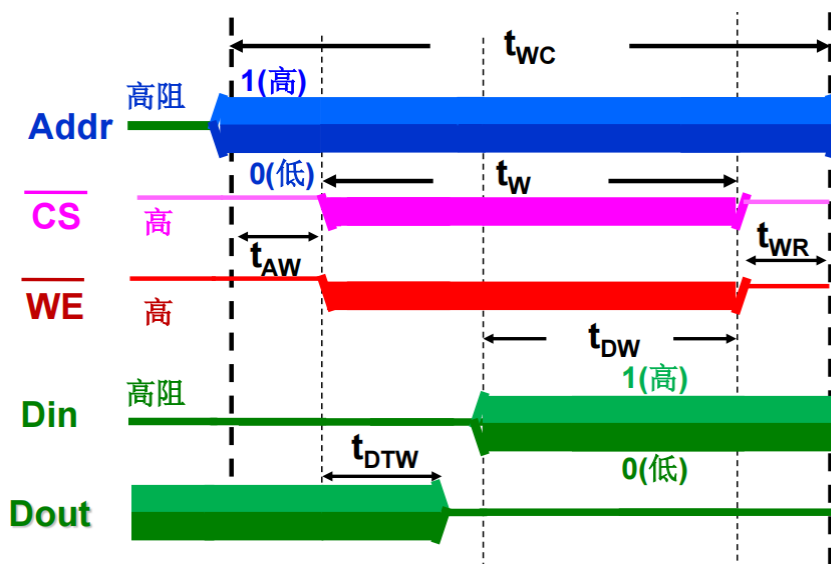 tWC
高阻
1(高)
Addr
0(低)
tW
CS
高
tAW
tWR
WE
高
tDW
高阻
1(高)
Din
tDTW
0(低)
Dout